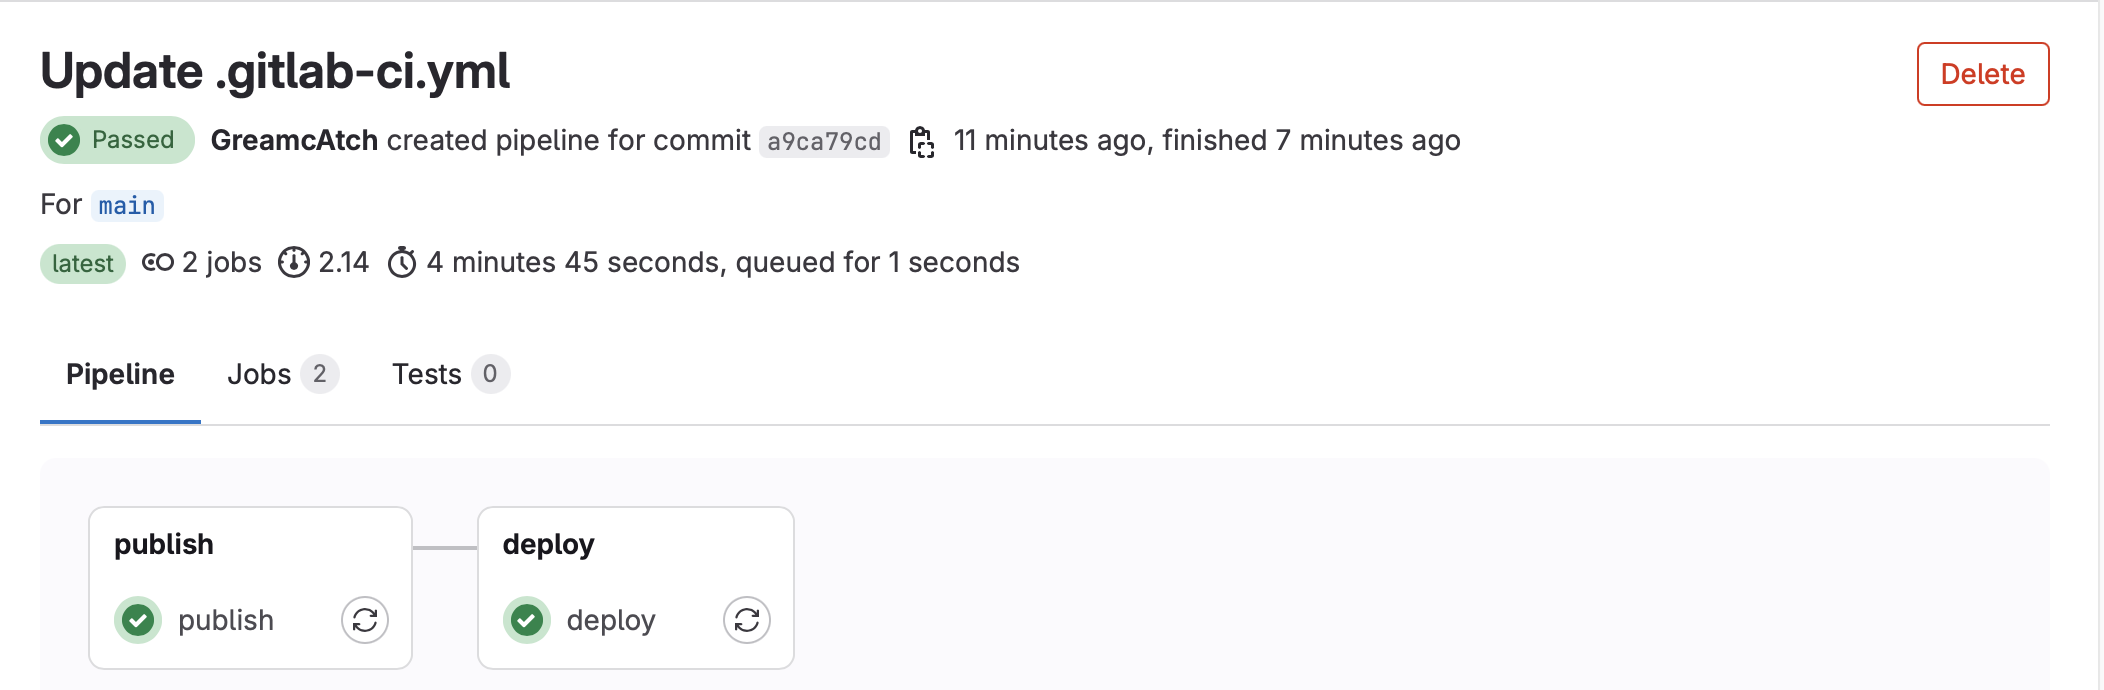 Update .gitlab-ci.yml
Delete
Passed GreamcAtch created pipeline for commit a9ca79cd 11 minutes ago, finished 7 minutes ago
For main
latest 2 jobs 2.14 4 minutes 45 seconds, queued for 1 seconds
Pipeline Jobs 2 Tests 0
publish deploy
publish deploy